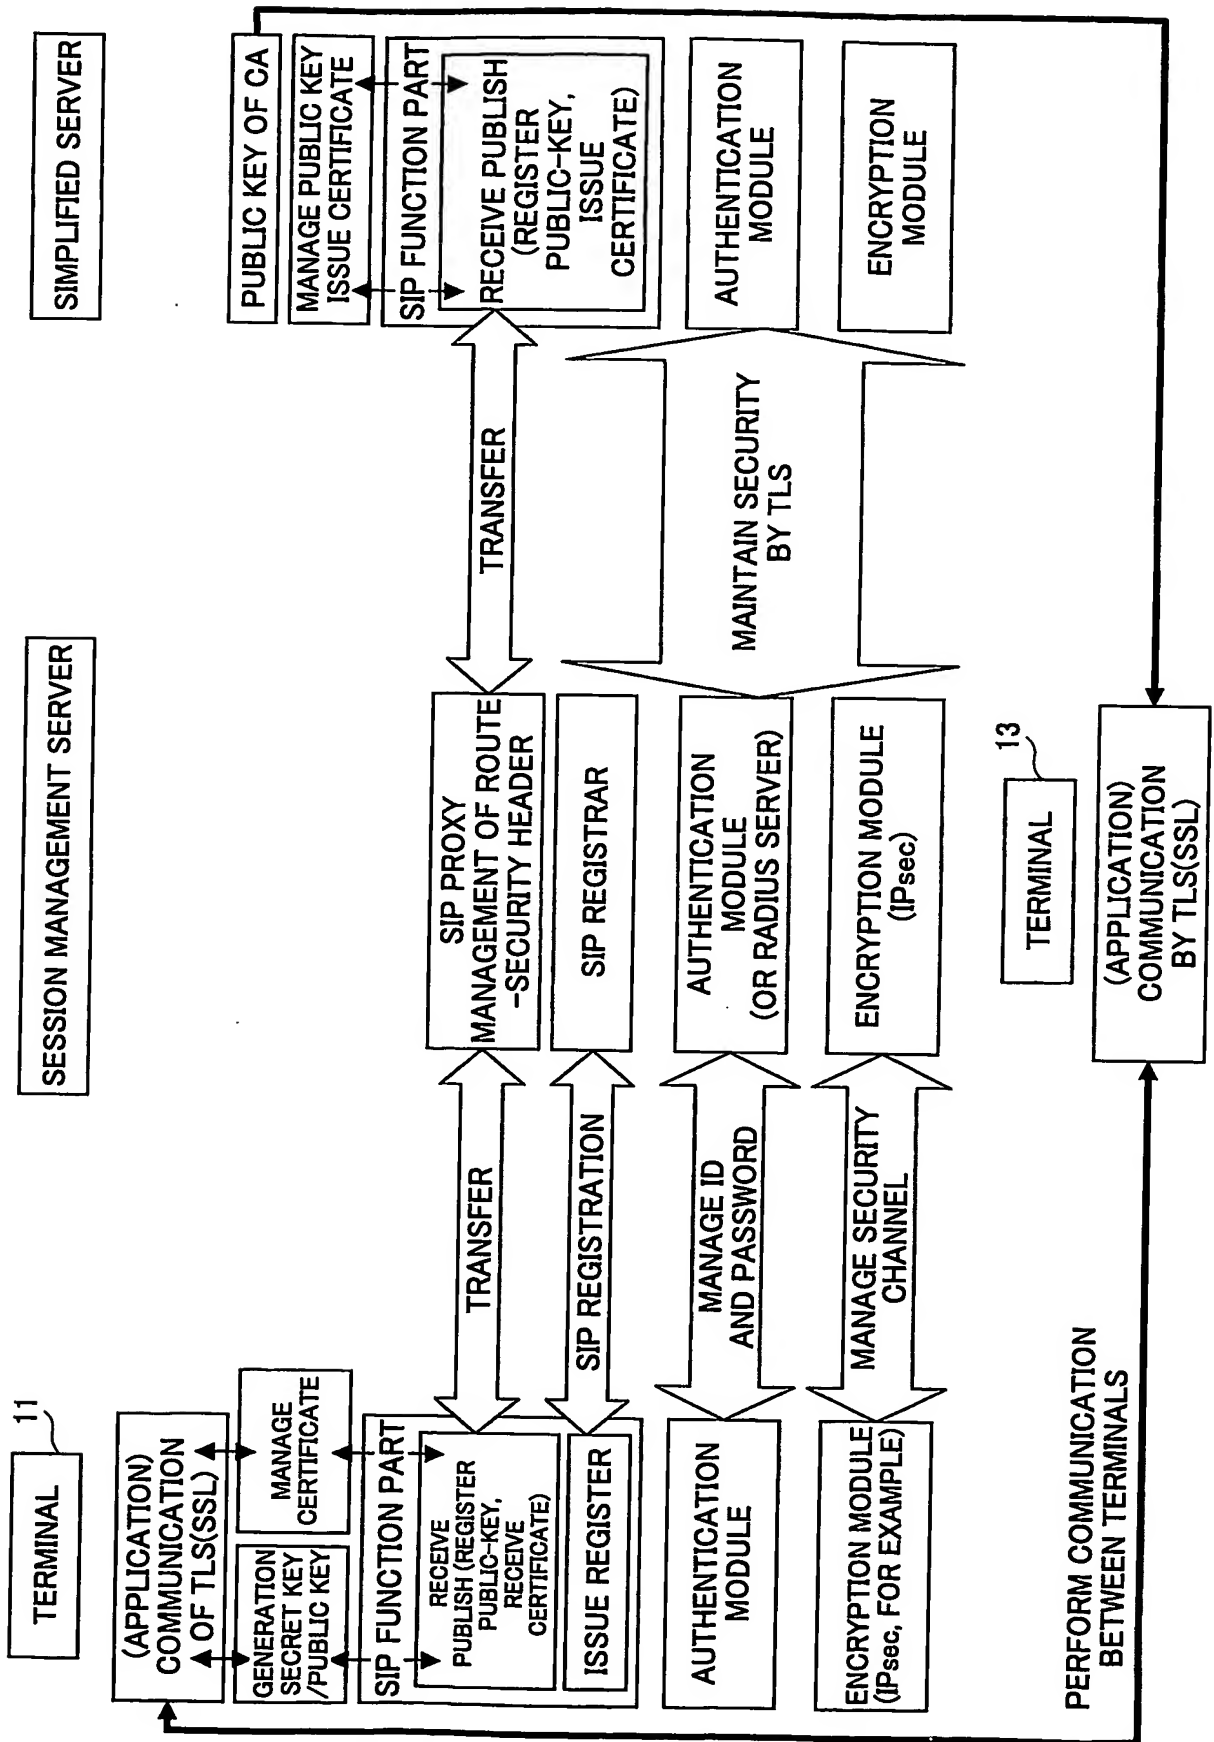 TERMINAL
11
(APPLICATION)
COMMUNICATION
OF TLS(SSL)
GENERATION
SECRET KEY
/PUBLIC KEY
MANAGE
CERTIFICATE
SIP FUNCTION PART
RECEIVE
PUBLISH (REGISTER
PUBLIC-KEY,
RECEIVE
CERTIFICATE)
ISSUE REGISTER
AUTHENTICATION
MODULE
ENCRYPTION MODULE
(IPsec, FOR EXAMPLE)
TRANSFER
SIP REGISTRATION
MANAGE ID
AND PASSWORD
MANAGE SECURITY
CHANNEL
SESSION MANAGEMENT SERVER
SIP PROXY
MANAGEMENT OF ROUTE
-SECURITY HEADER
SIP REGISTRAR
AUTHENTICATION
MODULE
(OR RADIUS SERVER)
ENCRYPTION MODULE
(IPsec)
TRANSFER
MAINTAIN SECURITY
BY TLS
SIMPLIFIED SERVER
PUBLIC KEY OF CA
MANAGE PUBLIC KEY
ISSUE CERTIFICATE
SIP FUNCTION PART
RECEIVE PUBLISH
(REGISTER
PUBLIC-KEY,
ISSUE
CERTIFICATE)
AUTHENTICATION
MODULE
ENCRYPTION
MODULE
TERMINAL
13
(APPLICATION)
COMMUNICATION
BY TLS(SSL)
PERFORM COMMUNICATION
BETWEEN TERMINALS